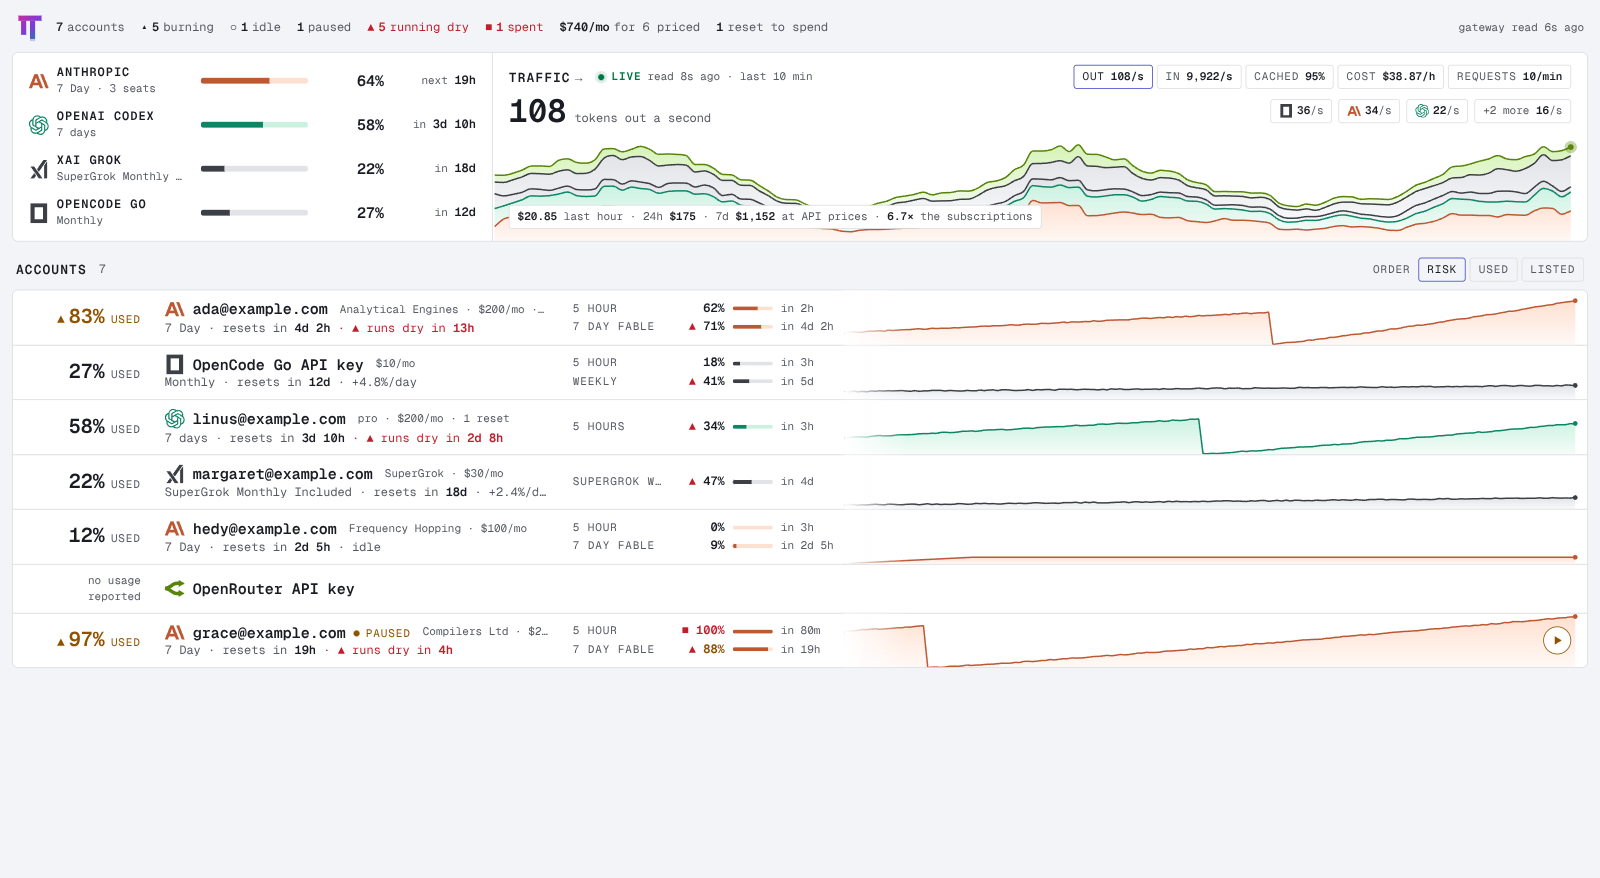 7 accounts ▲ 5 burning ○ 1 idle 1 paused ▲ 5 running dry ■ 1 spent $740/mo for 6 priced 1 reset to spend gateway read 6s ago
ANTHROPIC
7 Day · 3 seats
64% next 19h
OPENAI CODEX
7 days
58% in 3d 10h
XAI GROK
SuperGrok Monthly …
22% in 18d
OPENCODE GO
Monthly
27% in 12d
TRAFFIC → ● LIVE read 8s ago · last 10 min
OUT 108/s IN 9,922/s CACHED 95% COST $38.87/h REQUESTS 10/min
108 tokens out a second
36/s 34/s 22/s +2 more 16/s
$20.85 last hour · 24h $175 · 7d $1,152 at API prices · 6.7× the subscriptions
ACCOUNTS 7
ORDER RISK USED LISTED
▲ 83% USED
ada@example.com Analytical Engines · $200/mo ·…
7 Day · resets in 4d 2h · ▲ runs dry in 13h
5 HOUR 62% in 2h
7 DAY FABLE ▲ 71% in 4d 2h
27% USED
OpenCode Go API key $10/mo
Monthly · resets in 12d · +4.8%/day
5 HOUR 18% in 3h
WEEKLY ▲ 41% in 5d
58% USED
linus@example.com pro · $200/mo · 1 reset
7 days · resets in 3d 10h · ▲ runs dry in 2d 8h
5 HOURS ▲ 34% in 3h
22% USED
margaret@example.com SuperGrok · $30/mo
SuperGrok Monthly Included · resets in 18d · +2.4%/d…
SUPERGROK W… ▲ 47% in 4d
12% USED
hedy@example.com Frequency Hopping · $100/mo
7 Day · resets in 2d 5h · idle
5 HOUR 0% in 3h
7 DAY FABLE 9% in 2d 5h
no usage
reported
OpenRouter API key
▲ 97% USED
grace@example.com ● PAUSED Compilers Ltd · $2…
7 Day · resets in 19h · ▲ runs dry in 4h
5 HOUR ■ 100% in 80m
7 DAY FABLE ▲ 88% in 19h